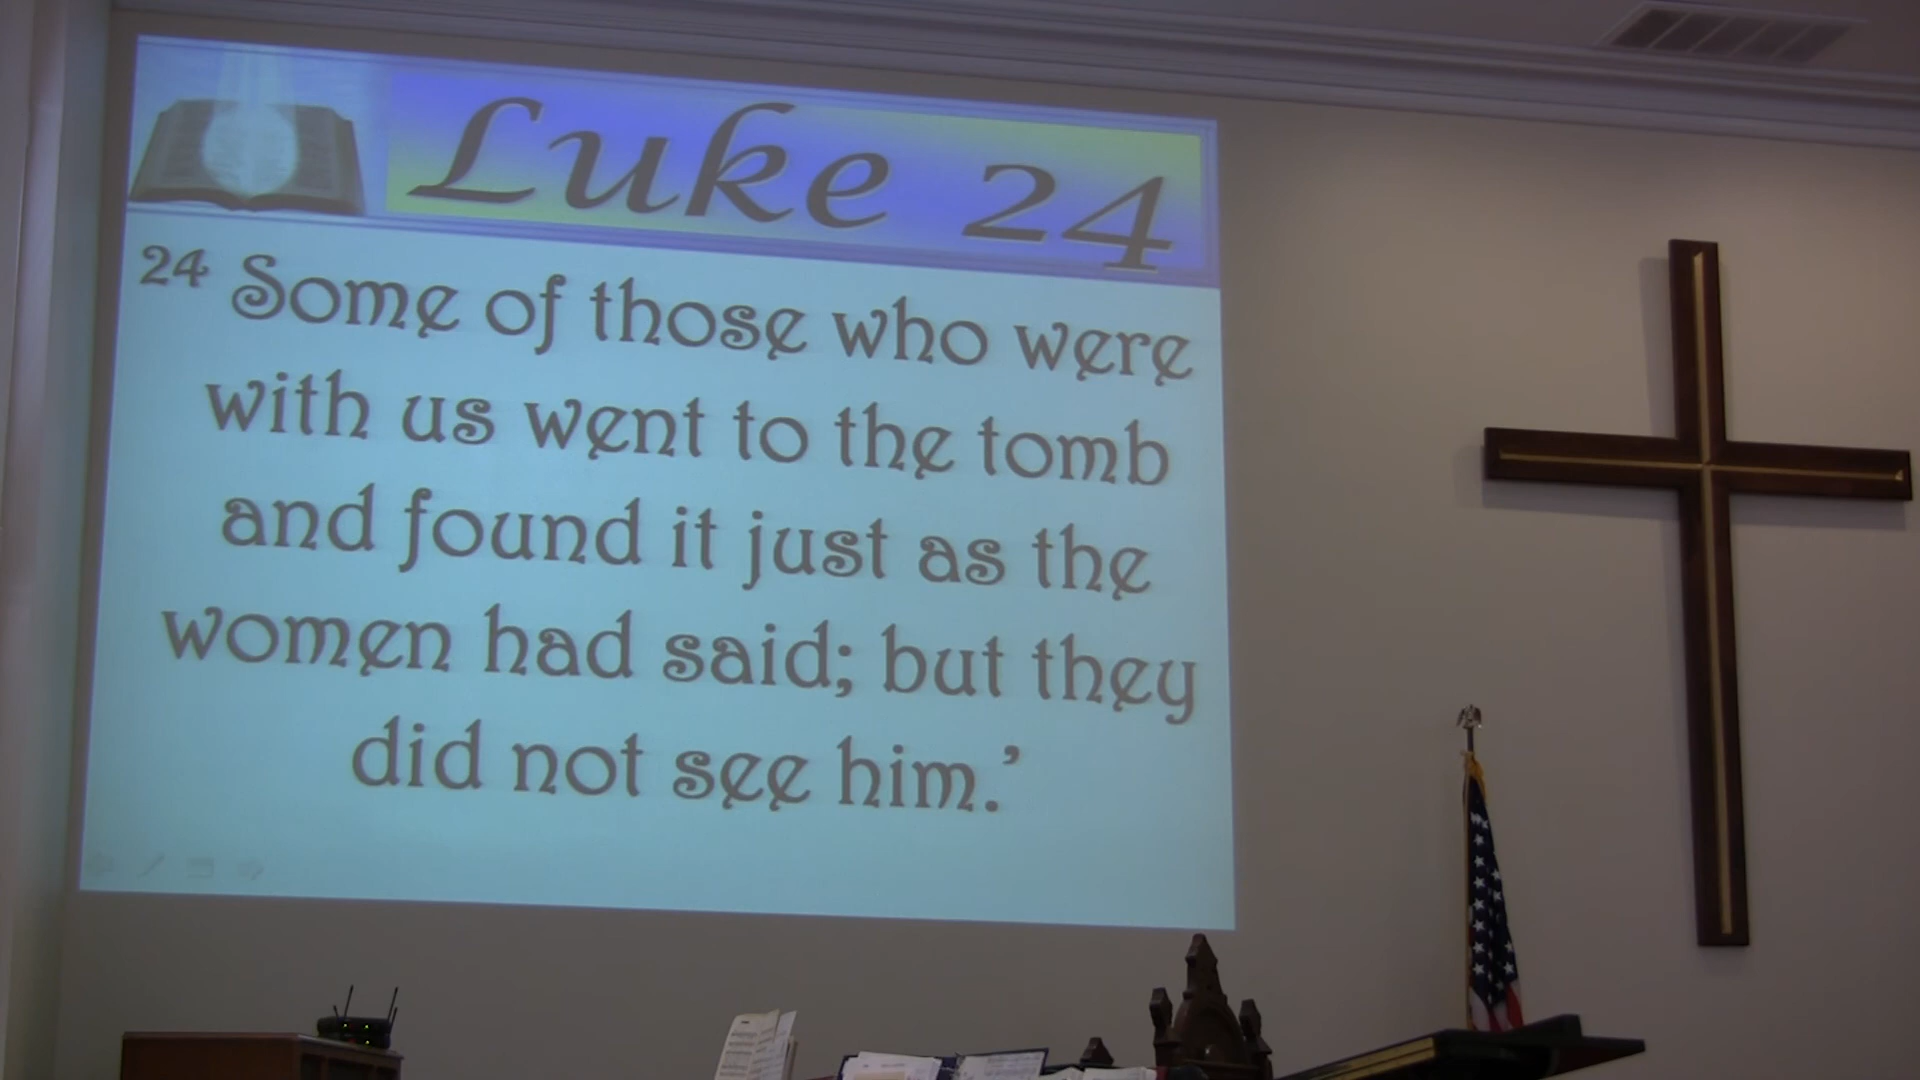 Luke 24
24 Some of those who were
with us went to the tomb
and found it just as the
women had said; but they
did not see him.’